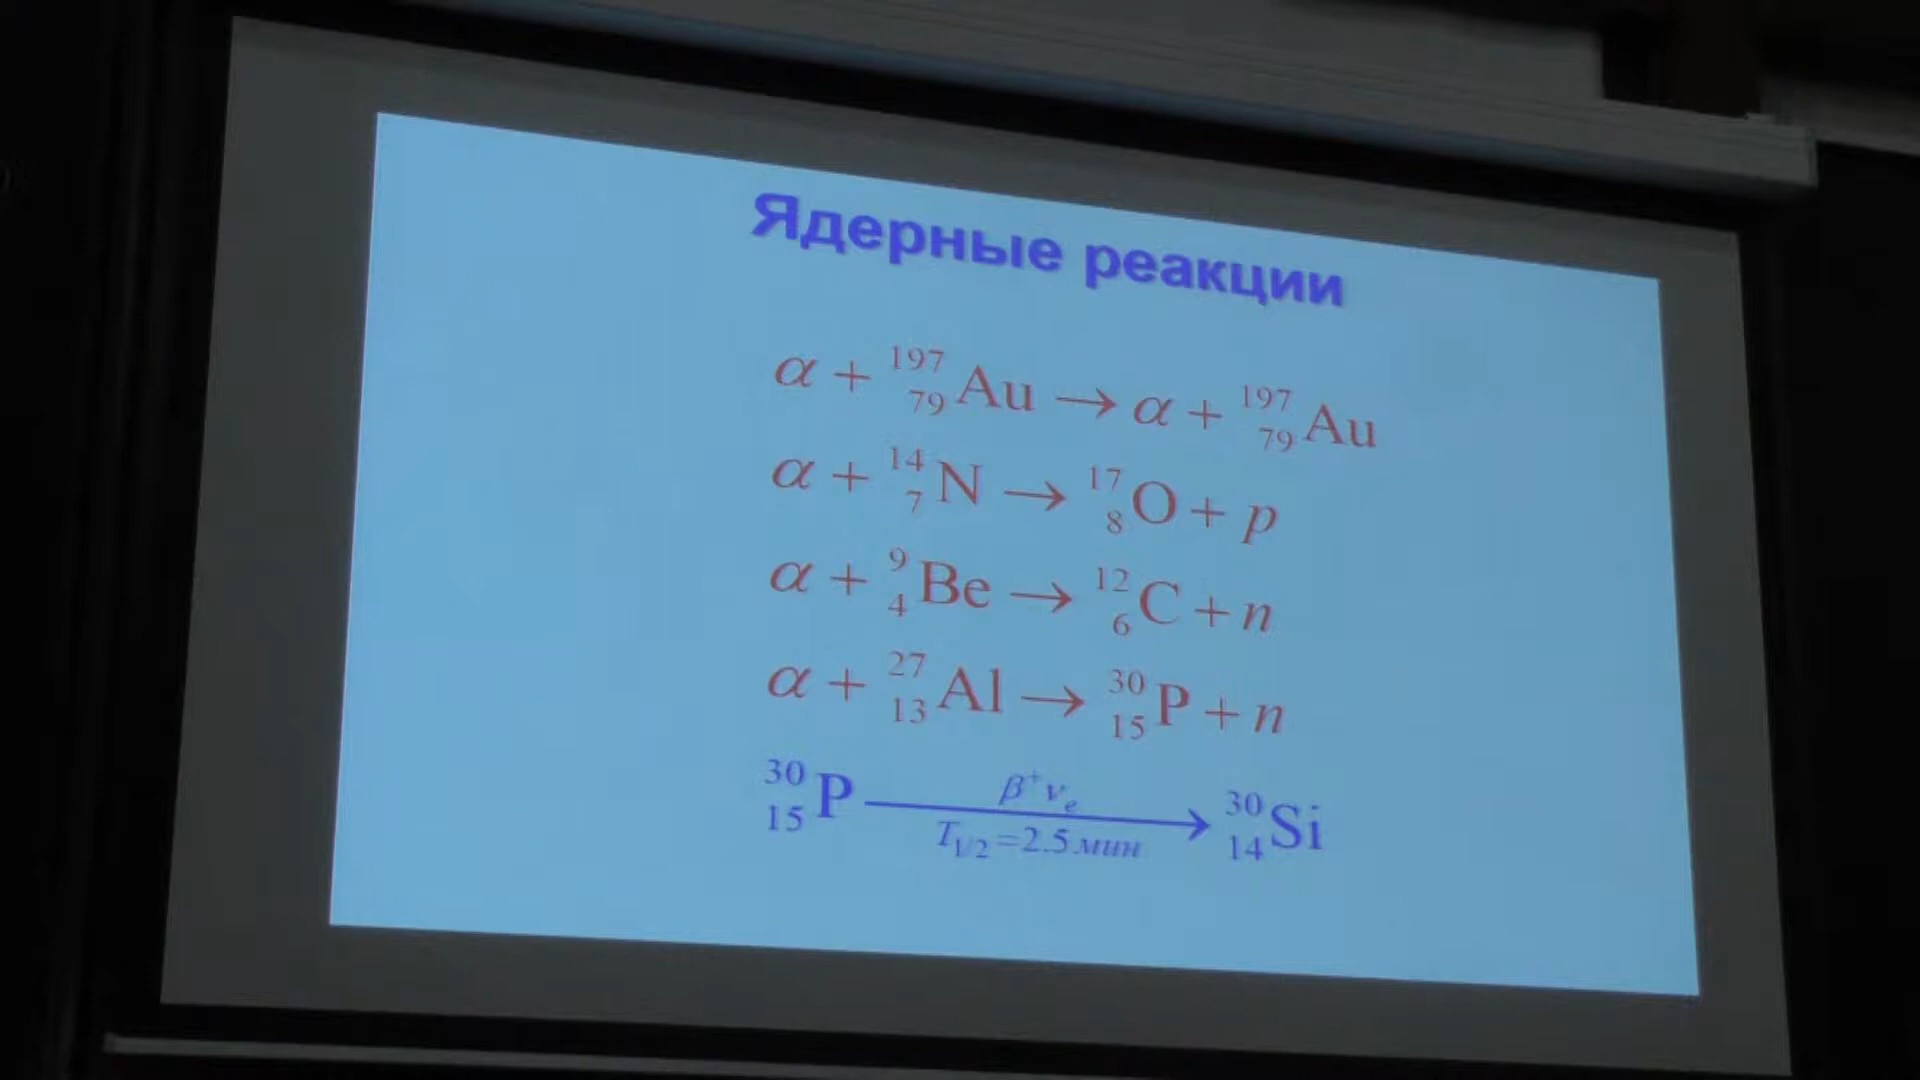 Ядерные реакции
α + ¹⁹⁷₇₉Au → α + ¹⁹⁷₇₉Au
α + ¹⁴₇N → ¹⁷₈O + p
α + ⁹₄Be → ¹²₆C + n
α + ²⁷₁₃Al → ³⁰₁₅P + n
³⁰₁₅P —β⁺νₑ / T₁/₂=2.5 мин→ ³⁰₁₄Si